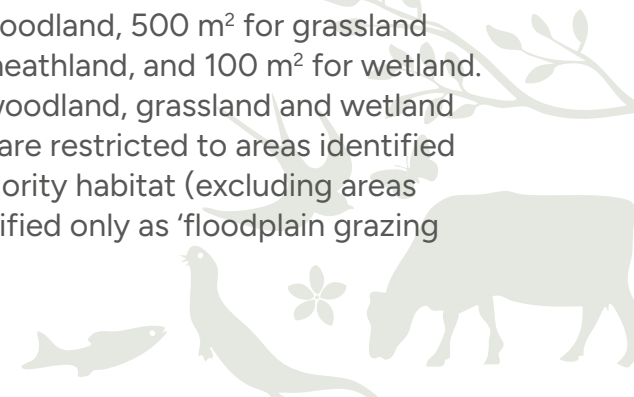 oodland, 500 m² for grassland
heathland, and 100 m² for wetland.
woodland, grassland and wetland
are restricted to areas identified
ority habitat (excluding areas
ified only as ‘floodplain grazing